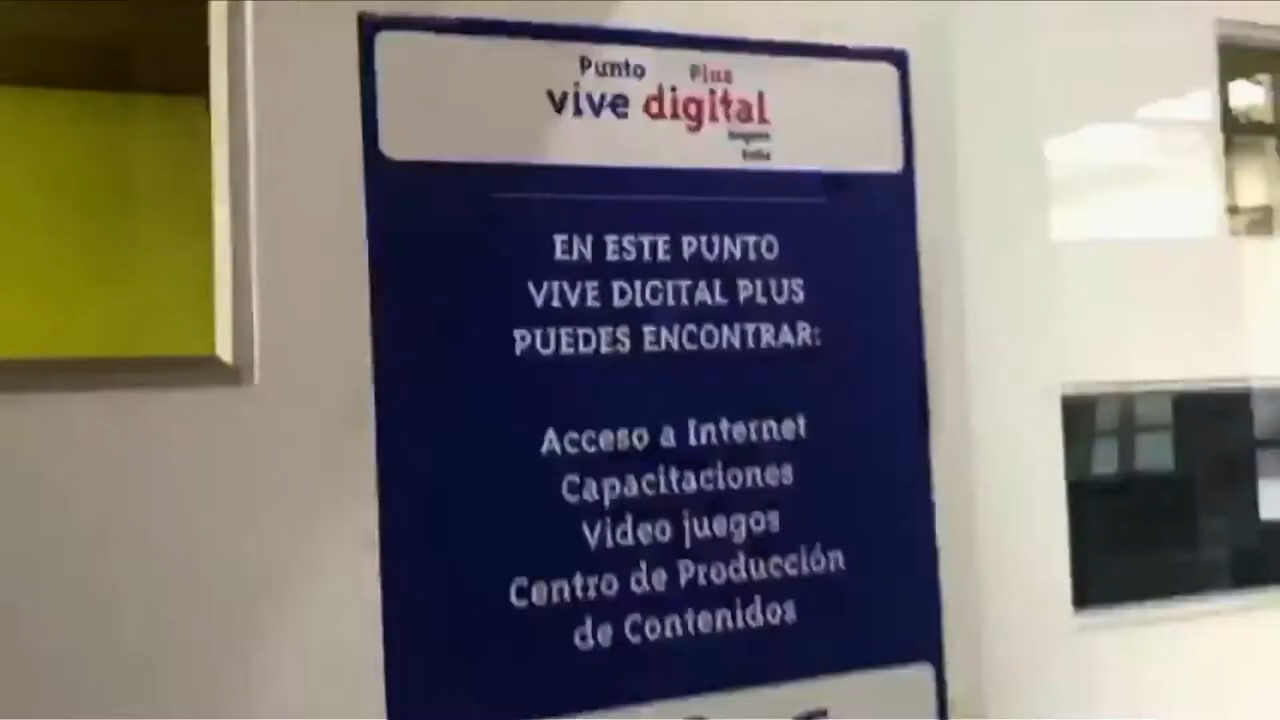 Punto Plus
vive digital
EN ESTE PUNTO
VIVE DIGITAL PLUS
PUEDES ENCONTRAR:
Acceso a Internet
Capacitaciones
Video juegos
Centro de Producción
de Contenidos